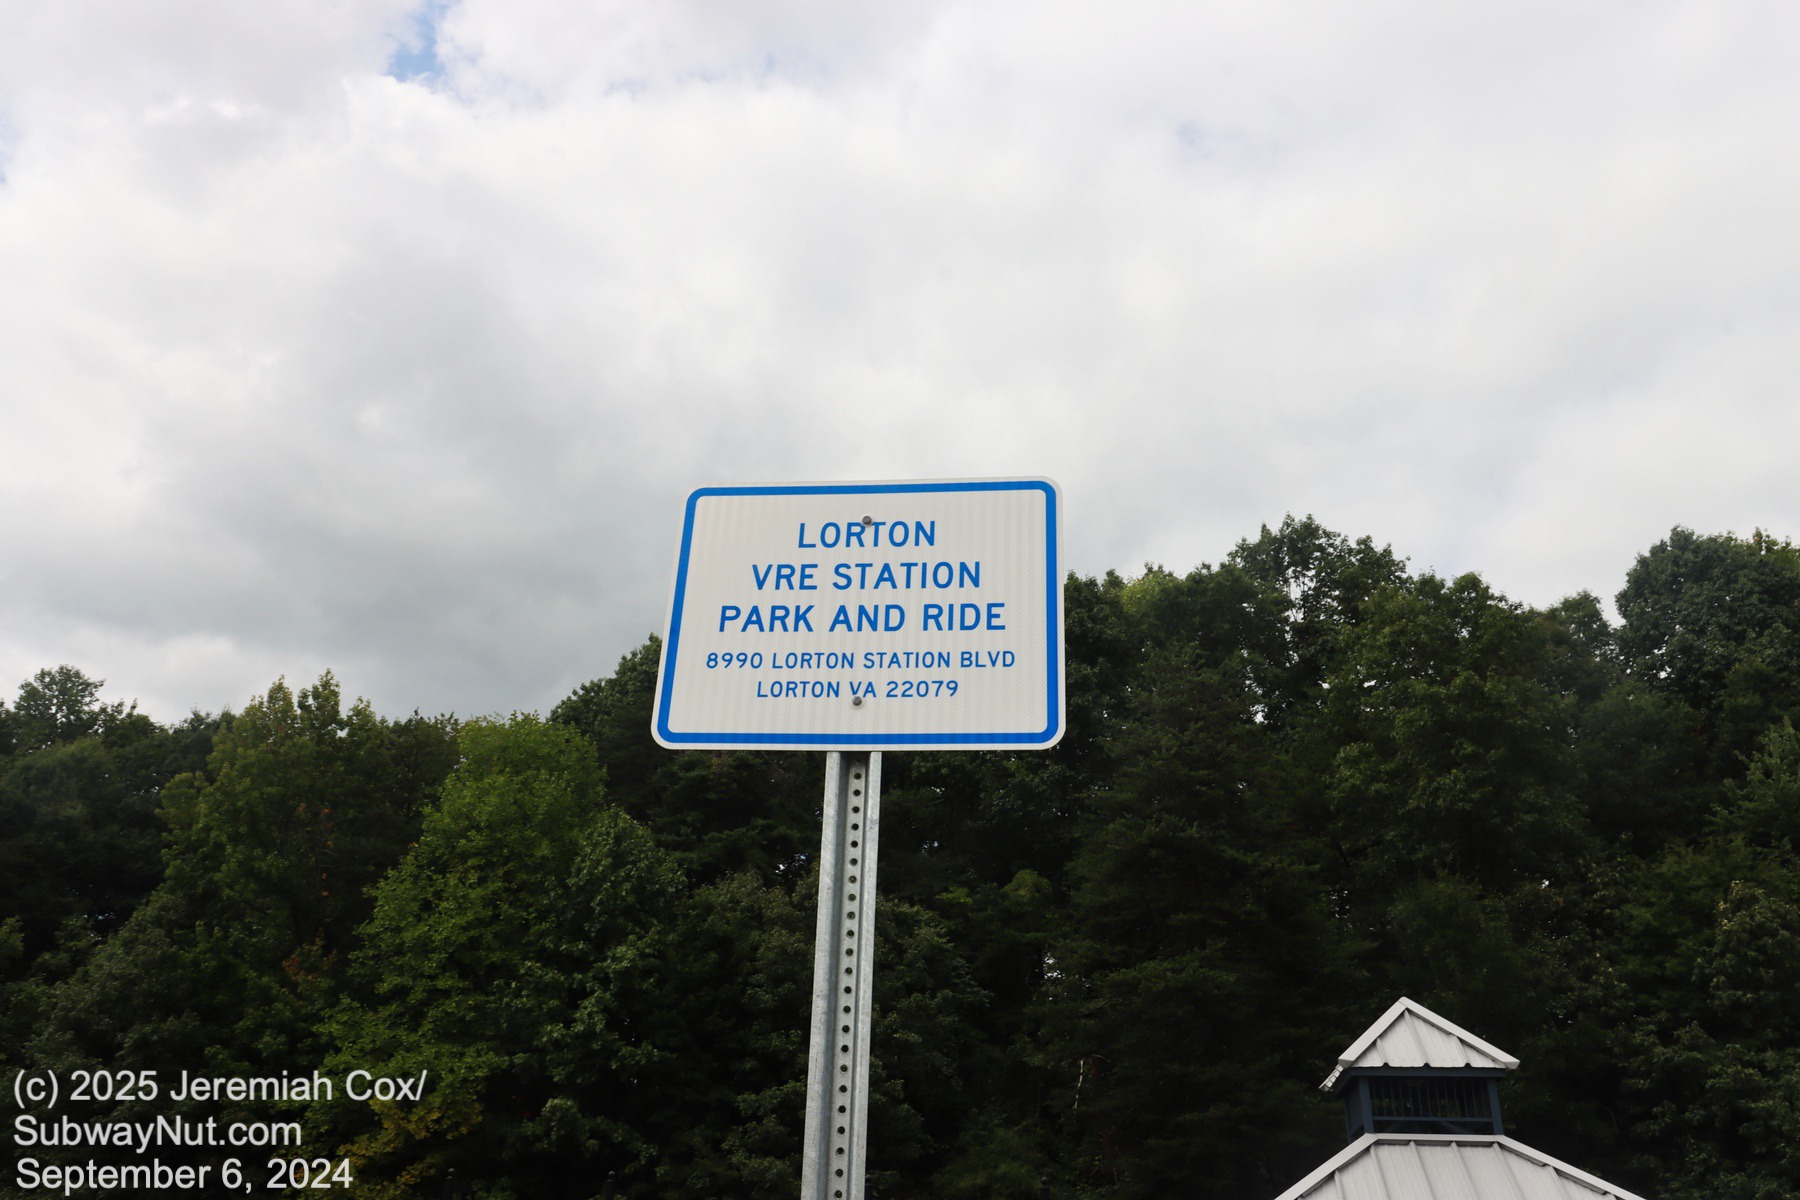 LORTON
VRE STATION
PARK AND RIDE
8990 LORTON STATION BLVD
LORTON VA 22079
(c) 2025 Jeremiah Cox/
SubwayNut.com
September 6, 2024